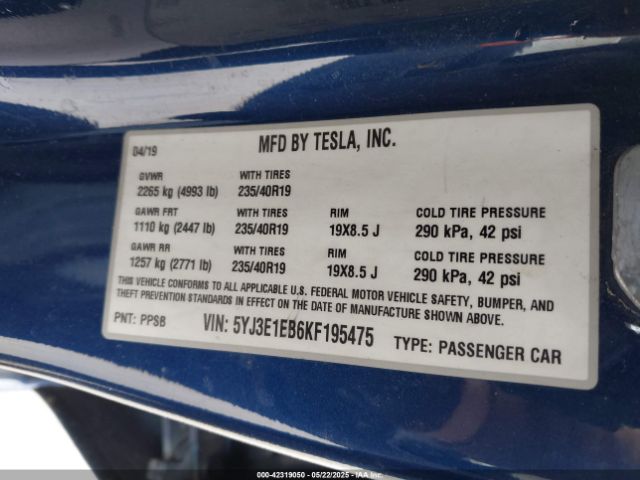 MFD BY TESLA, INC.
04/19
GVWR WITH TIRES
2265 kg (4993 lb) 235/40R19
GAWR FRT WITH TIRES RIM COLD TIRE PRESSURE
1110 kg (2447 lb) 235/40R19 19X8.5 J 290 kPa, 42 psi
GAWR RR WITH TIRES RIM COLD TIRE PRESSURE
1257 kg (2771 lb) 235/40R19 19X8.5 J 290 kPa, 42 psi
THIS VEHICLE CONFORMS TO ALL APPLICABLE U.S. FEDERAL MOTOR VEHICLE SAFETY, BUMPER, AND
THEFT PREVENTION STANDARDS IN EFFECT ON THE DATE OF MANUFACTURE SHOWN ABOVE.
PNT: PPSB VIN: 5YJ3E1EB6KF195475 TYPE: PASSENGER CAR
000-42319050 - 05/22/2025 - IAAI.COM